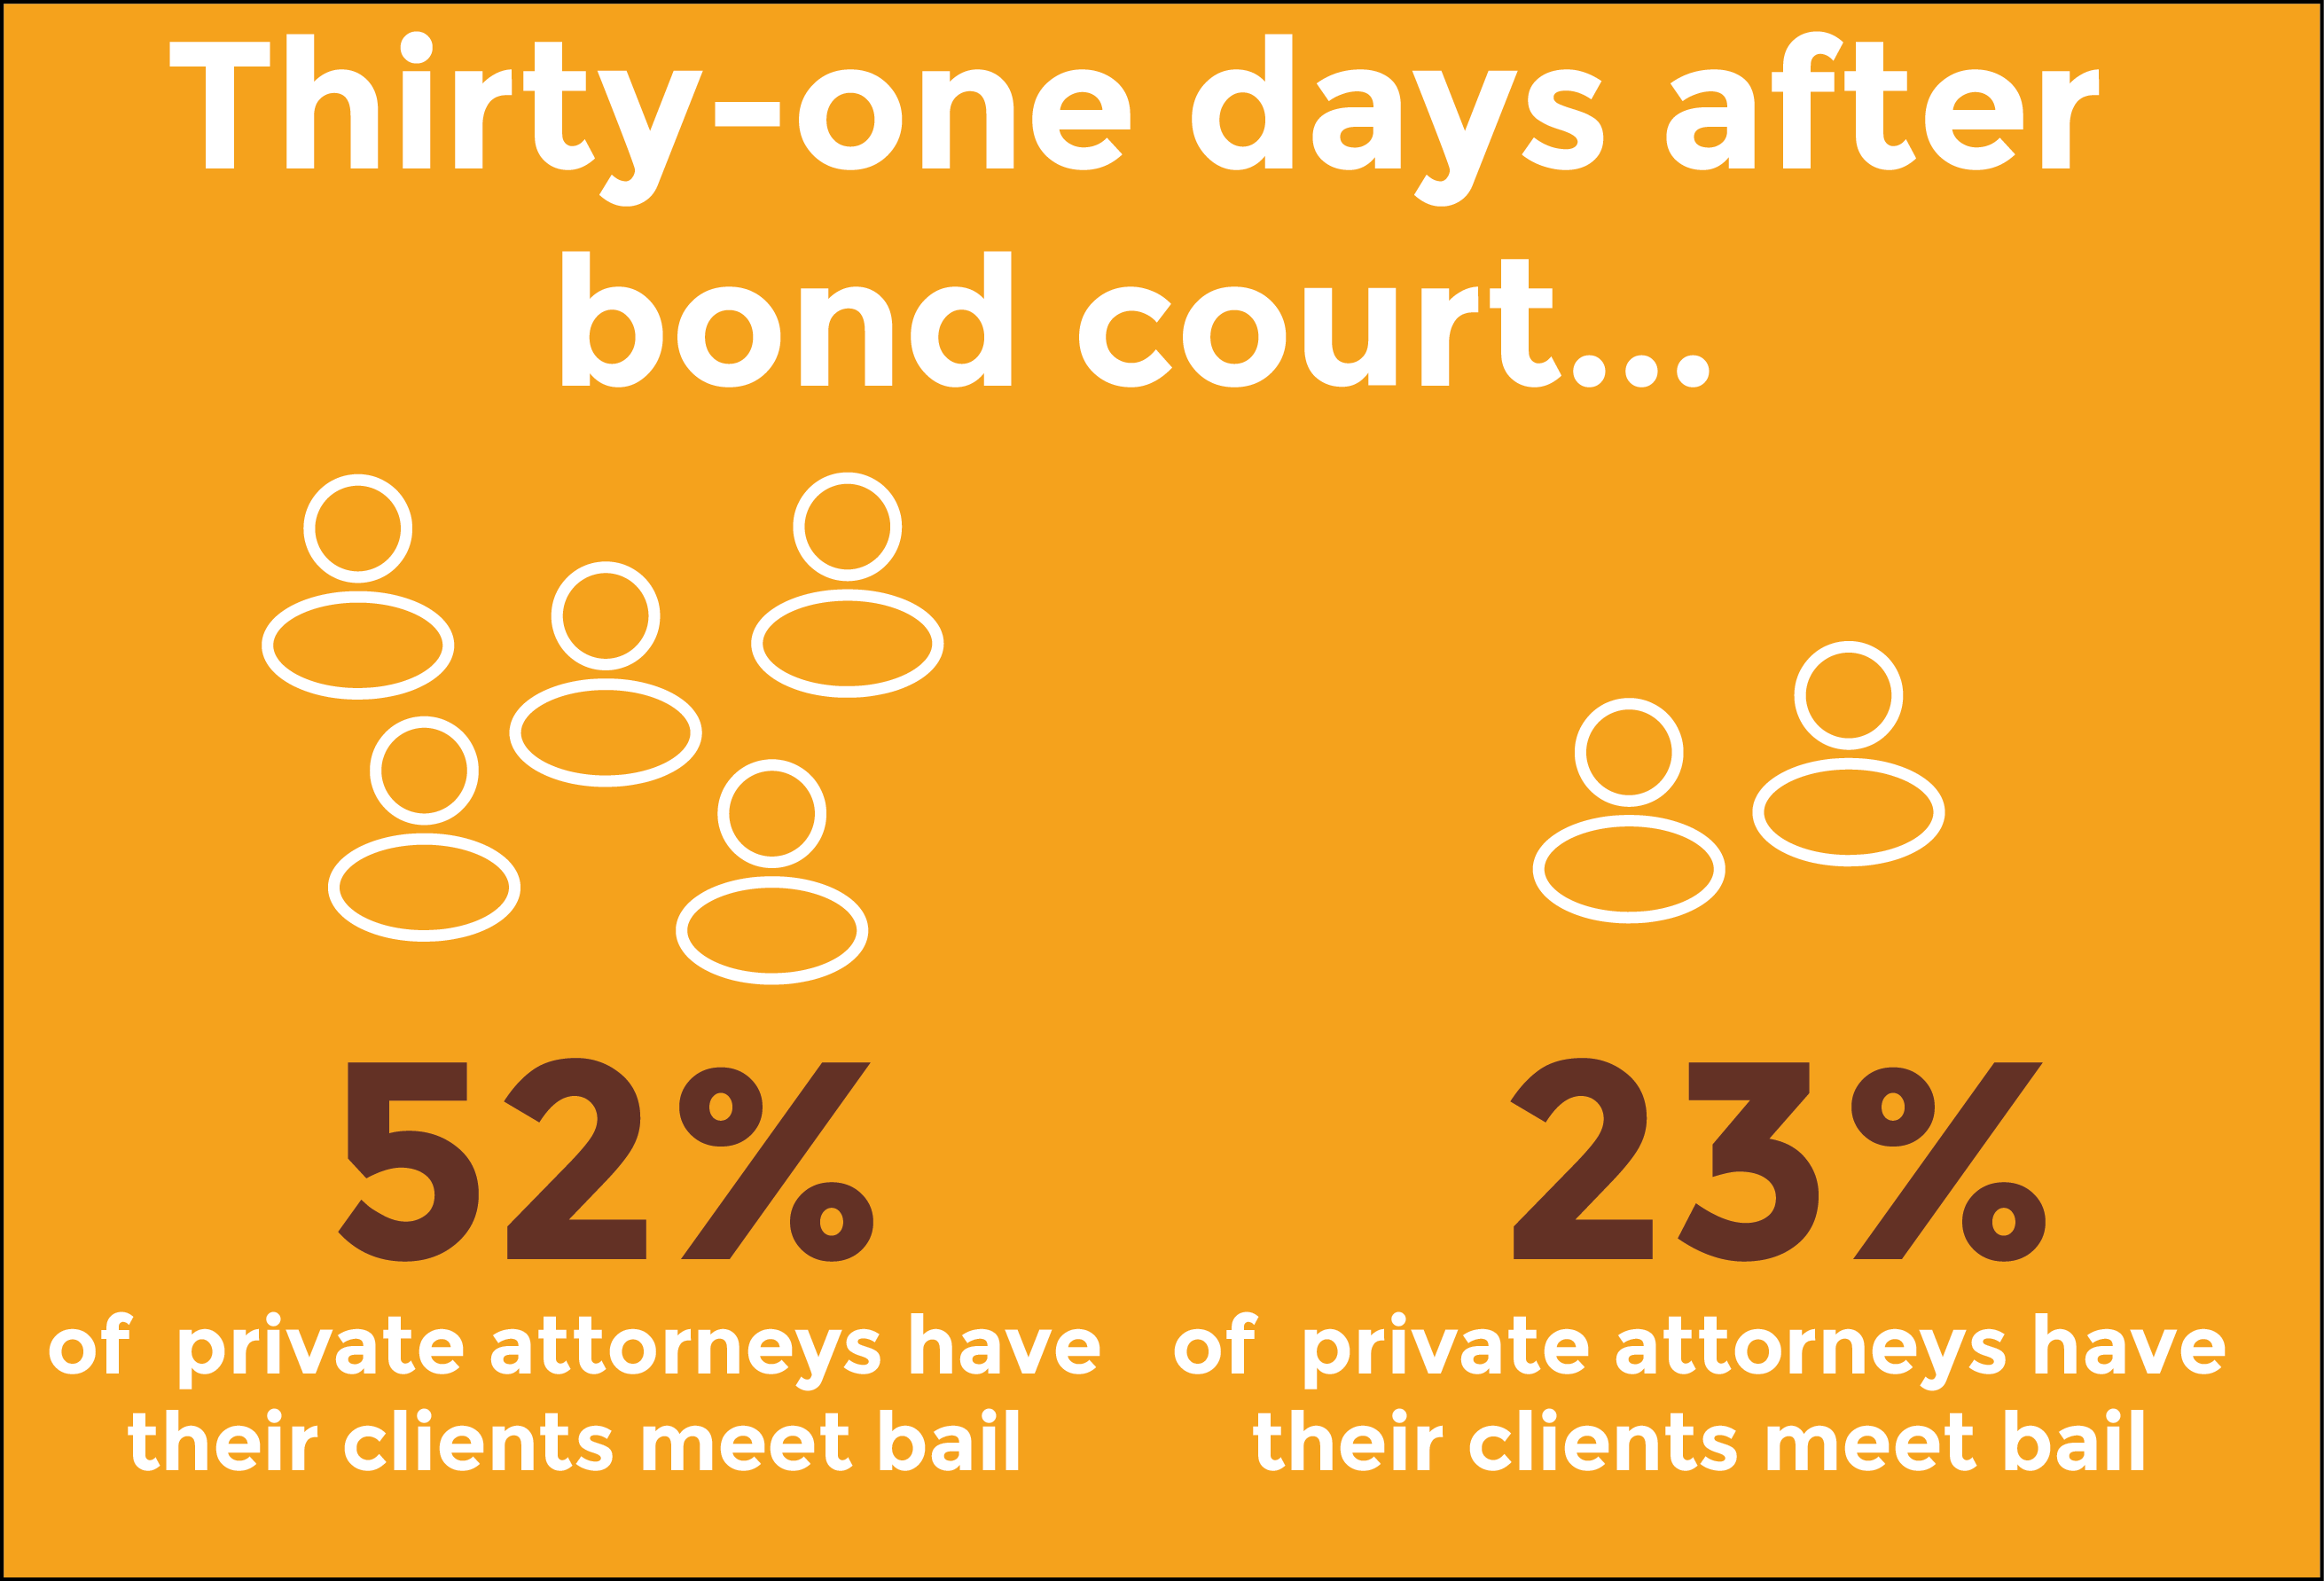 Thirty-one days after
bond court...
52%
of private attorneys have
their clients meet bail
23%
of private attornys have
their clients meet bail